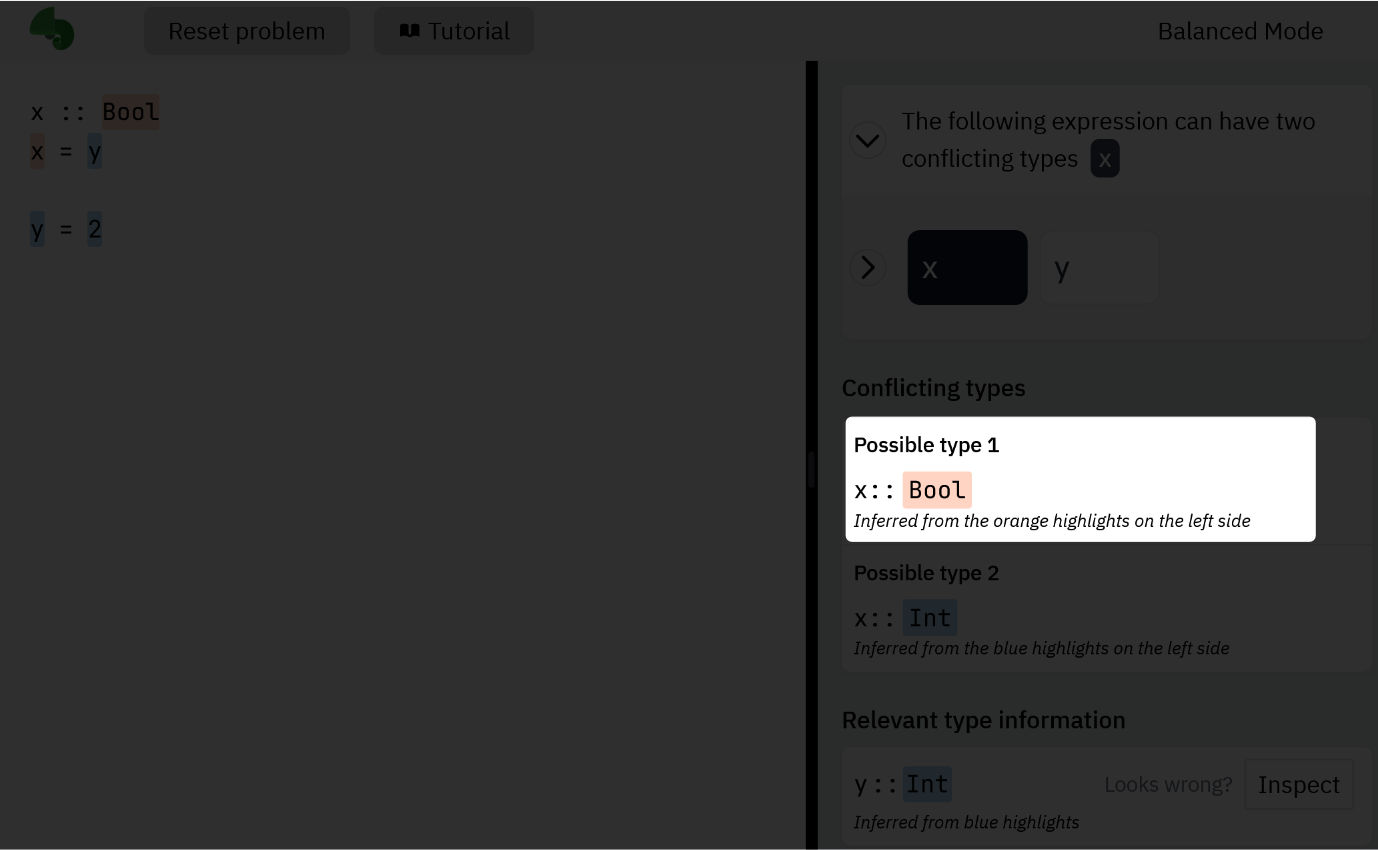 Reset problem
Tutorial
Balanced Mode
x :: Bool
x = y
y = 2
The following expression can have two
conflicting types x
x
y
Conflicting types
Possible type 1
x:: Bool
Inferred from the orange highlights on the left side
Possible type 2
x:: Int
Inferred from the blue highlights on the left side
Relevant type information
y:: Int
Looks wrong?
Inspect
Inferred from blue highlights